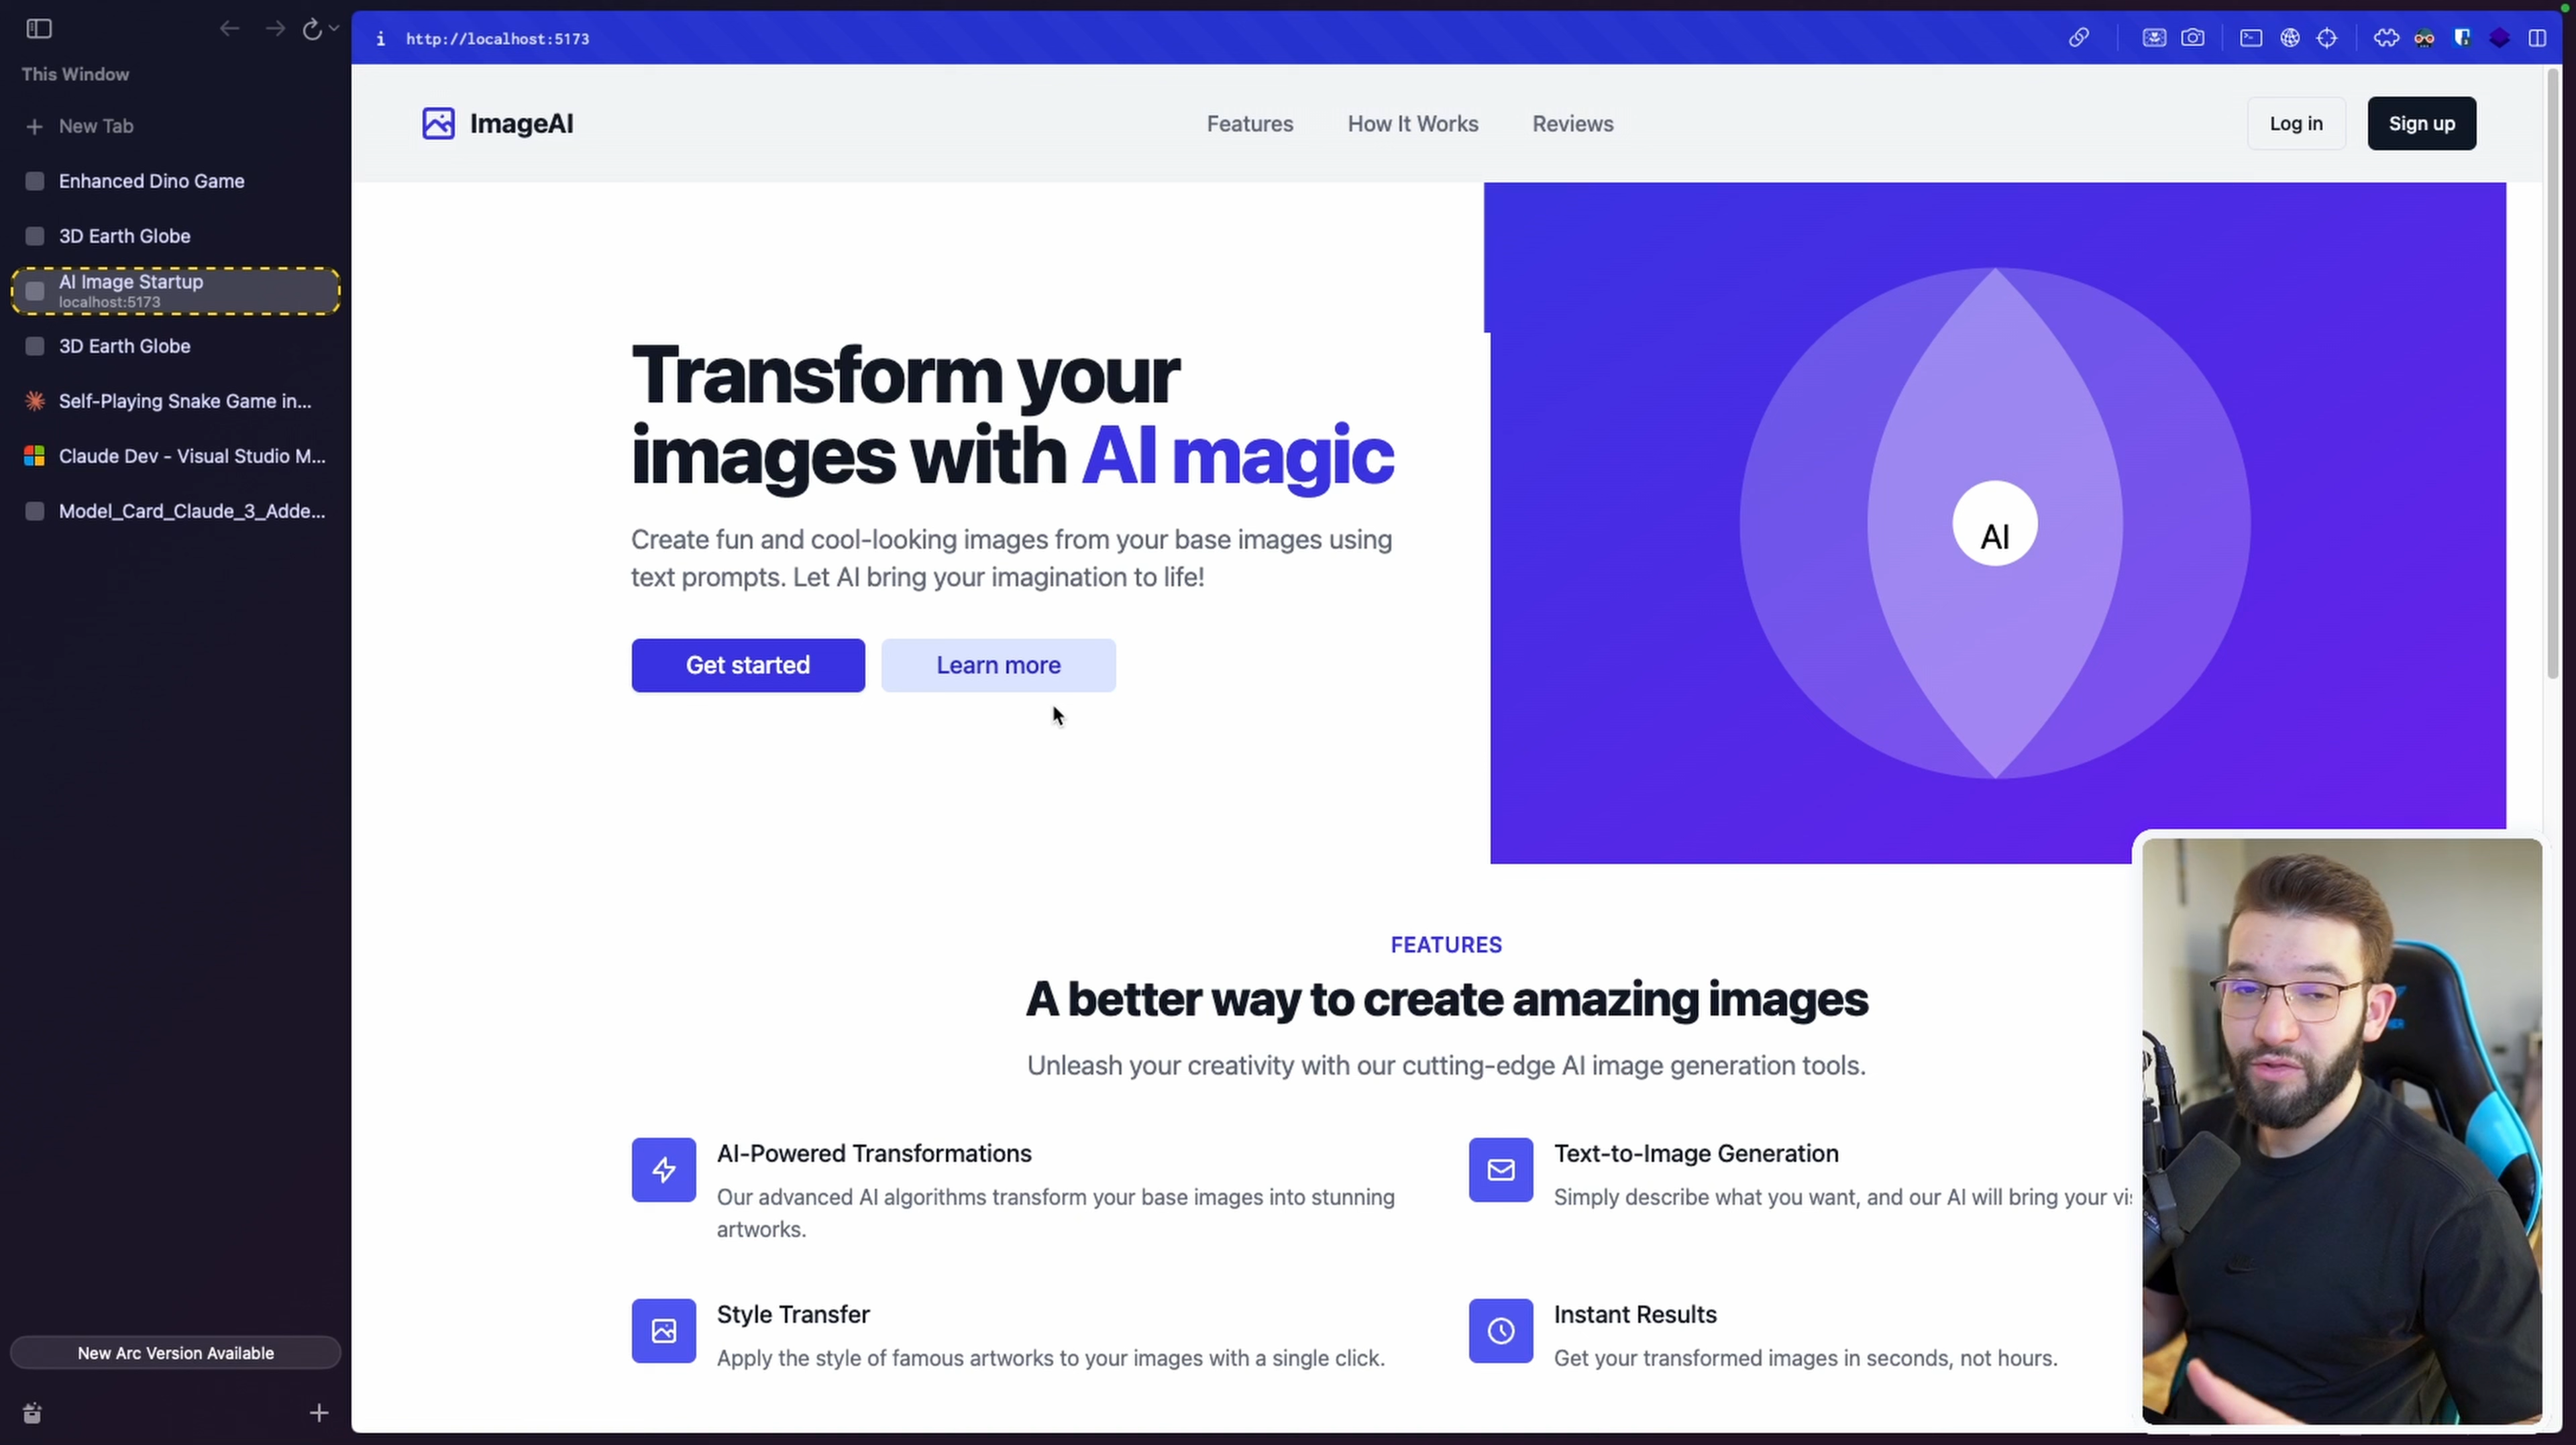 http://localhost:5173
This Window
New Tab
Enhanced Dino Game
3D Earth Globe
AI Image Startup
localhost:5173
3D Earth Globe
Self-Playing Snake Game in...
Claude Dev - Visual Studio M...
Model_Card_Claude_3_Adde...
New Arc Version Available
ImageAI
Features
How It Works
Reviews
Log in
Sign up
Transform your
images with AI magic
Create fun and cool-looking images from your base images using
text prompts. Let AI bring your imagination to life!
Get started
Learn more
AI
FEATURES
A better way to create amazing images
Unleash your creativity with our cutting-edge AI image generation tools.
AI-Powered Transformations
Our advanced AI algorithms transform your base images into stunning
artworks.
Text-to-Image Generation
Simply describe what you want, and our AI will bring your
Style Transfer
Apply the style of famous artworks to your images with a single click.
Instant Results
Get your transformed images in seconds, not hours.